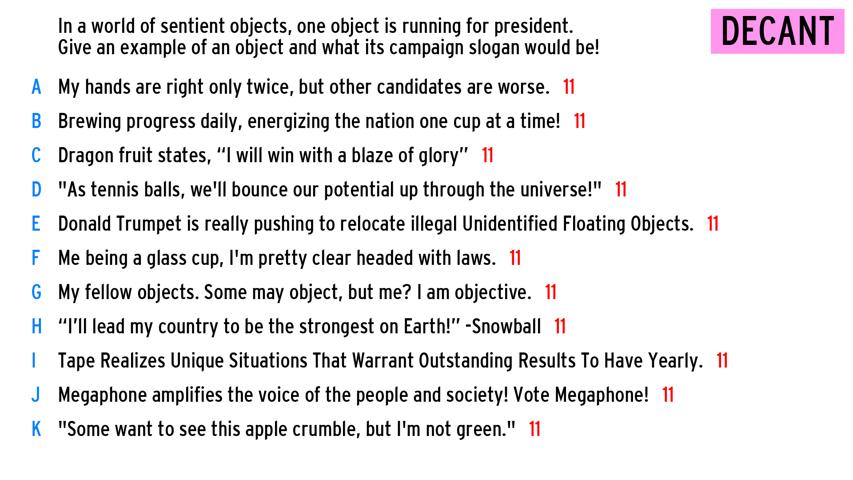 In a world of sentient objects, one object is running for president.
Give an example of an object and what its campaign slogan would be!
DECANT
A My hands are right only twice, but other candidates are worse. 11
B Brewing progress daily, energizing the nation one cup at a time! 11
C Dragon fruit states, “I will win with a blaze of glory” 11
D "As tennis balls, we'll bounce our potential up through the universe!" 11
E Donald Trumpet is really pushing to relocate illegal Unidentified Floating Objects. 11
F Me being a glass cup, I'm pretty clear headed with laws. 11
G My fellow objects. Some may object, but me? I am objective. 11
H “I’ll lead my country to be the strongest on Earth!” -Snowball 11
I Tape Realizes Unique Situations That Warrant Outstanding Results To Have Yearly. 11
J Megaphone amplifies the voice of the people and society! Vote Megaphone! 11
K "Some want to see this apple crumble, but I'm not green." 11